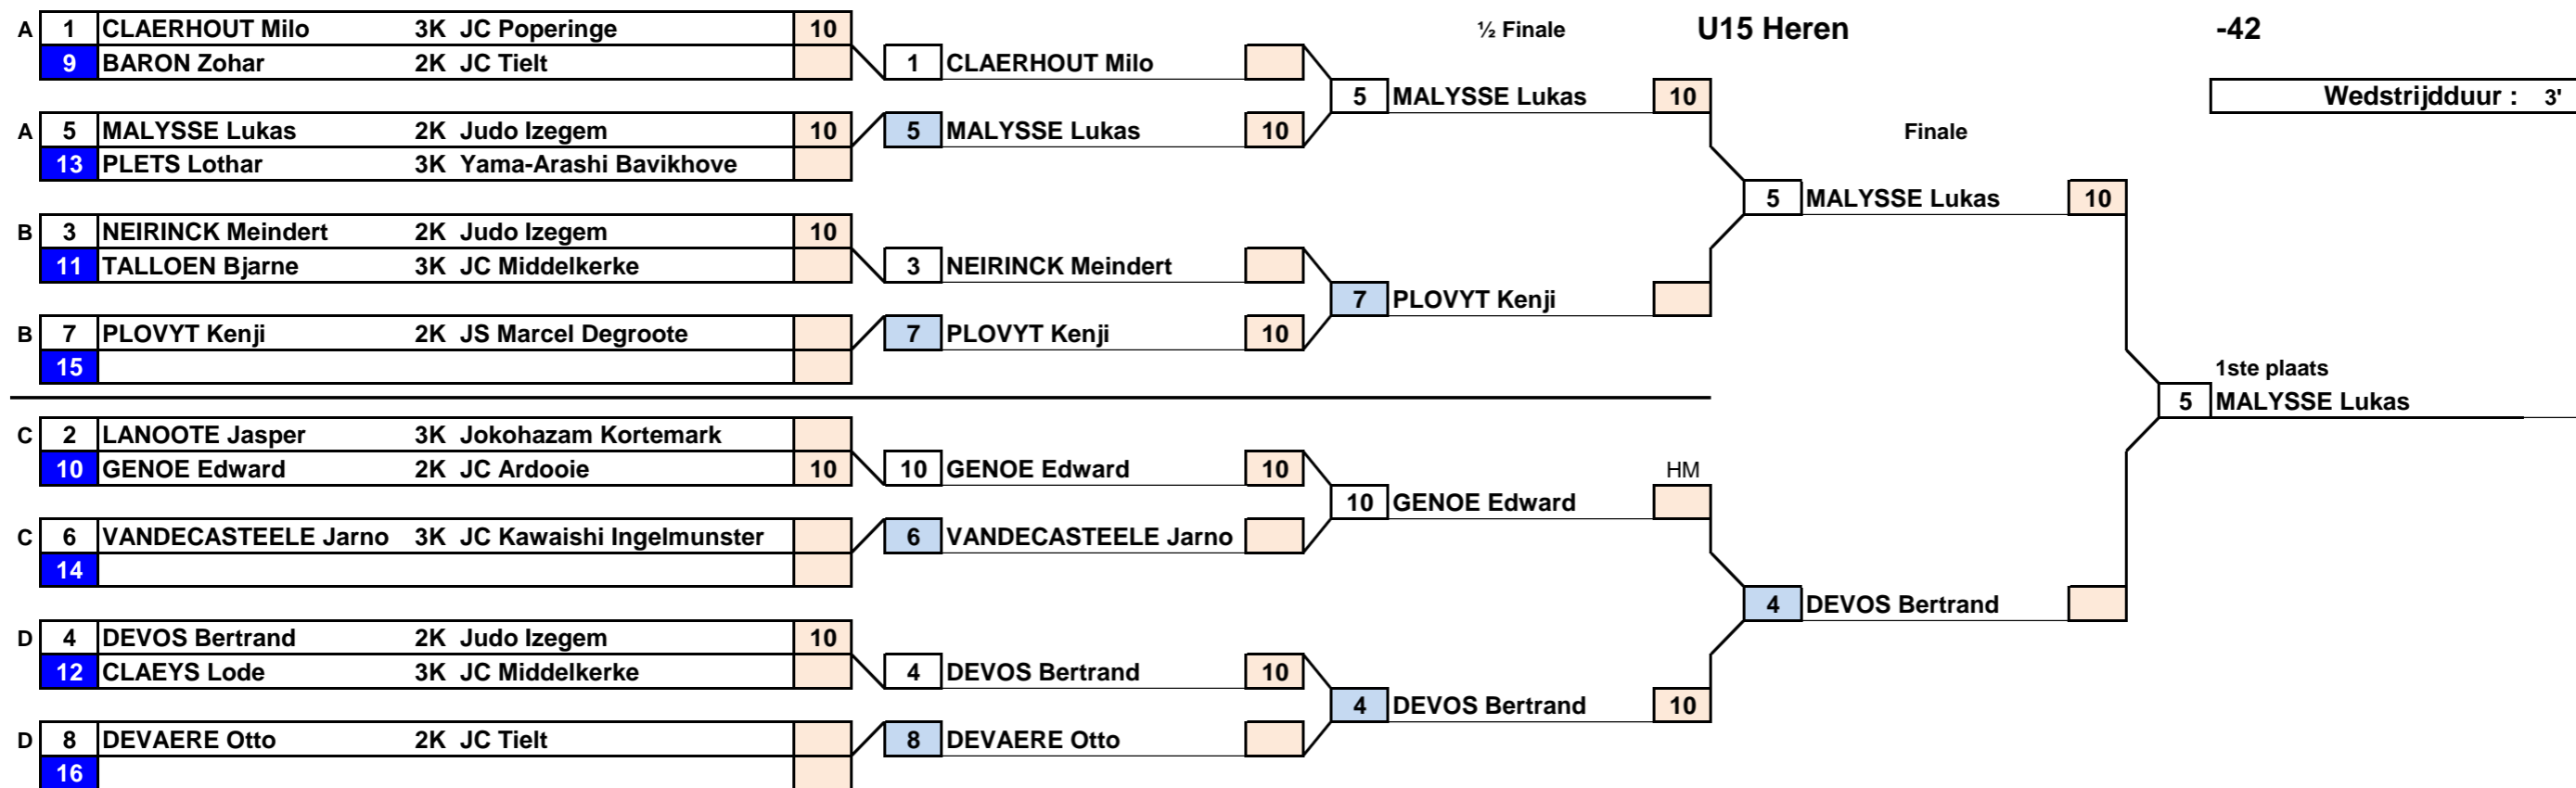 A 1 CLAERHOUT Milo 3K JC Poperinge 10
9 BARON Zohar 2K JC Tielt
A 5 MALYSSE Lukas 2K Judo Izegem 10
13 PLETS Lothar 3K Yama-Arashi Bavikhove
B 3 NEIRINCK Meindert 2K Judo Izegem 10
11 TALLOEN Bjarne 3K JC Middelkerke
B 7 PLOVYT Kenji 2K JS Marcel Degroote
15
C 2 LANOOTE Jasper 3K Jokohazam Kortemark
10 GENOE Edward 2K JC Ardooie 10
C 6 VANDECASTEELE Jarno 3K JC Kawaishi Ingelmunster
14
D 4 DEVOS Bertrand 2K Judo Izegem 10
12 CLAEYS Lode 3K JC Middelkerke
D 8 DEVAERE Otto 2K JC Tielt
16
1 CLAERHOUT Milo
5 MALYSSE Lukas 10
3 NEIRINCK Meindert
7 PLOVYT Kenji 10
10 GENOE Edward 10
6 VANDECASTEELE Jarno
4 DEVOS Bertrand 10
8 DEVAERE Otto
½ Finale
5 MALYSSE Lukas 10
7 PLOVYT Kenji
HM
10 GENOE Edward
4 DEVOS Bertrand 10
U15 Heren -42
Wedstrijdduur : 3'
Finale
5 MALYSSE Lukas 10
4 DEVOS Bertrand
1ste plaats
5 MALYSSE Lukas